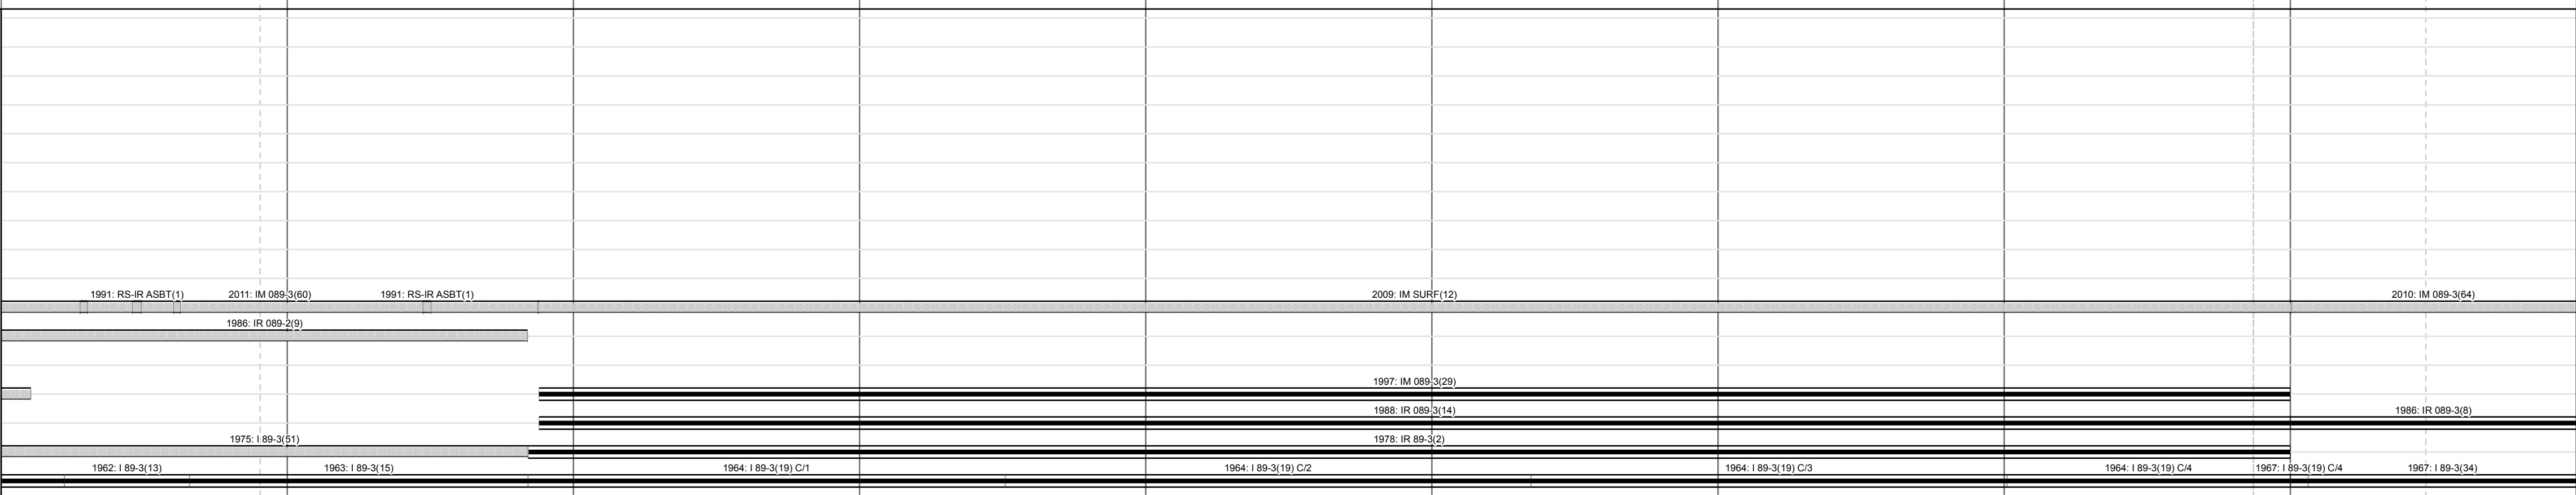 1991: RS-IR ASBT(1) 2011: IM 089-3(60) 1991: RS-IR ASBT(1) 2009: IM SURF(12) 2010: IM 089-3(64)
1986: IR 089-2(9)
1997: IM 089-3(29)
1988: IR 089-3(14) 1986: IR 089-3(8)
1975: I 89-3(51) 1978: IR 89-3(2)
1962: I 89-3(13) 1963: I 89-3(15) 1964: I 89-3(19) C/1 1964: I 89-3(19) C/2 1964: I 89-3(19) C/3 1964: I 89-3(19) C/4 1967: I 89-3(19) C/4 1967: I 89-3(34)